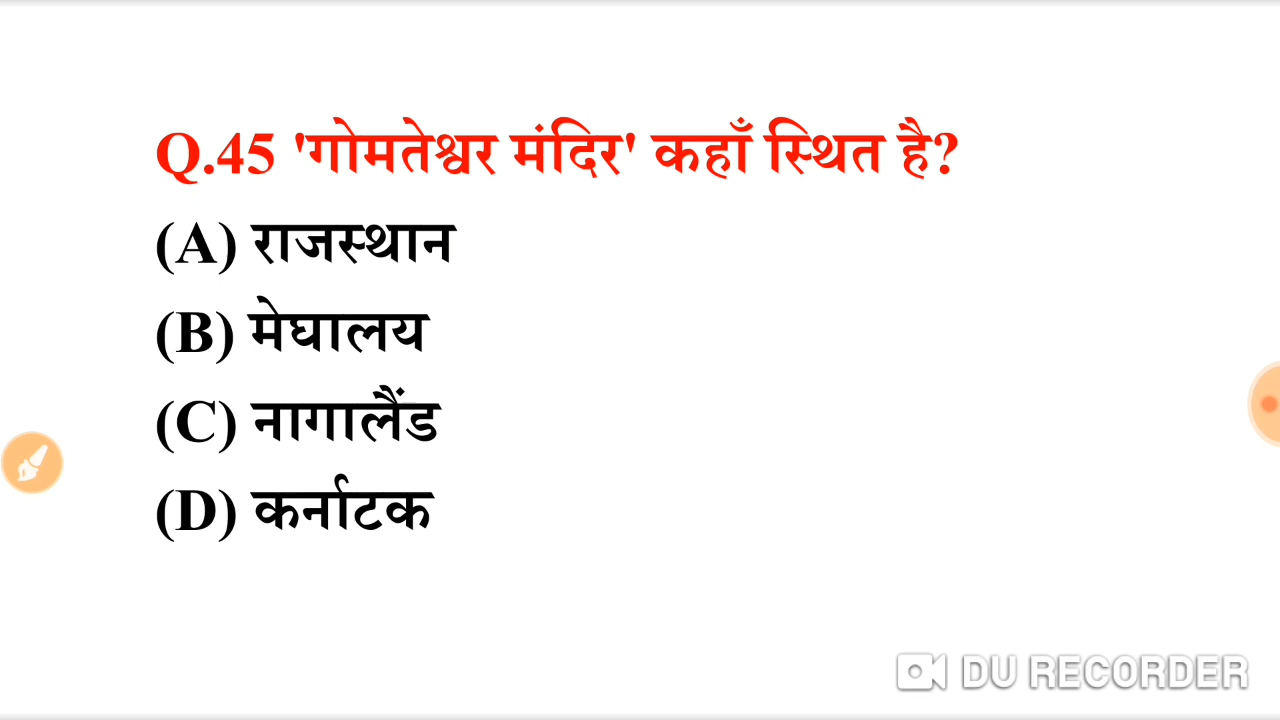 Q.45 'गोमतेश्वर मंदिर' कहाँ स्थित है?
(A) राजस्थान
(B) मेघालय
(C) नागालैंड
(D) कर्नाटक
DU RECORDER